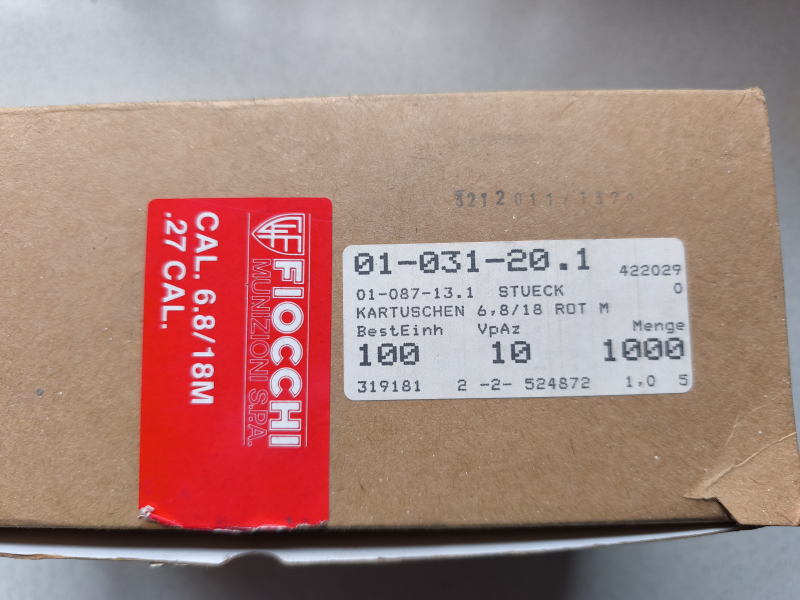 CAL. 6.8/18M
.27 CAL.
FIOCCHI
MUNIZIONI S.P.A.
01-031-20.1
422029
01-087-13.1 STUECK 0
KARTUSCHEN 6,8/18 ROT M
BestEinh VpAz Menge
100 10 1000
319181 2 -2- 524872 1,0 5